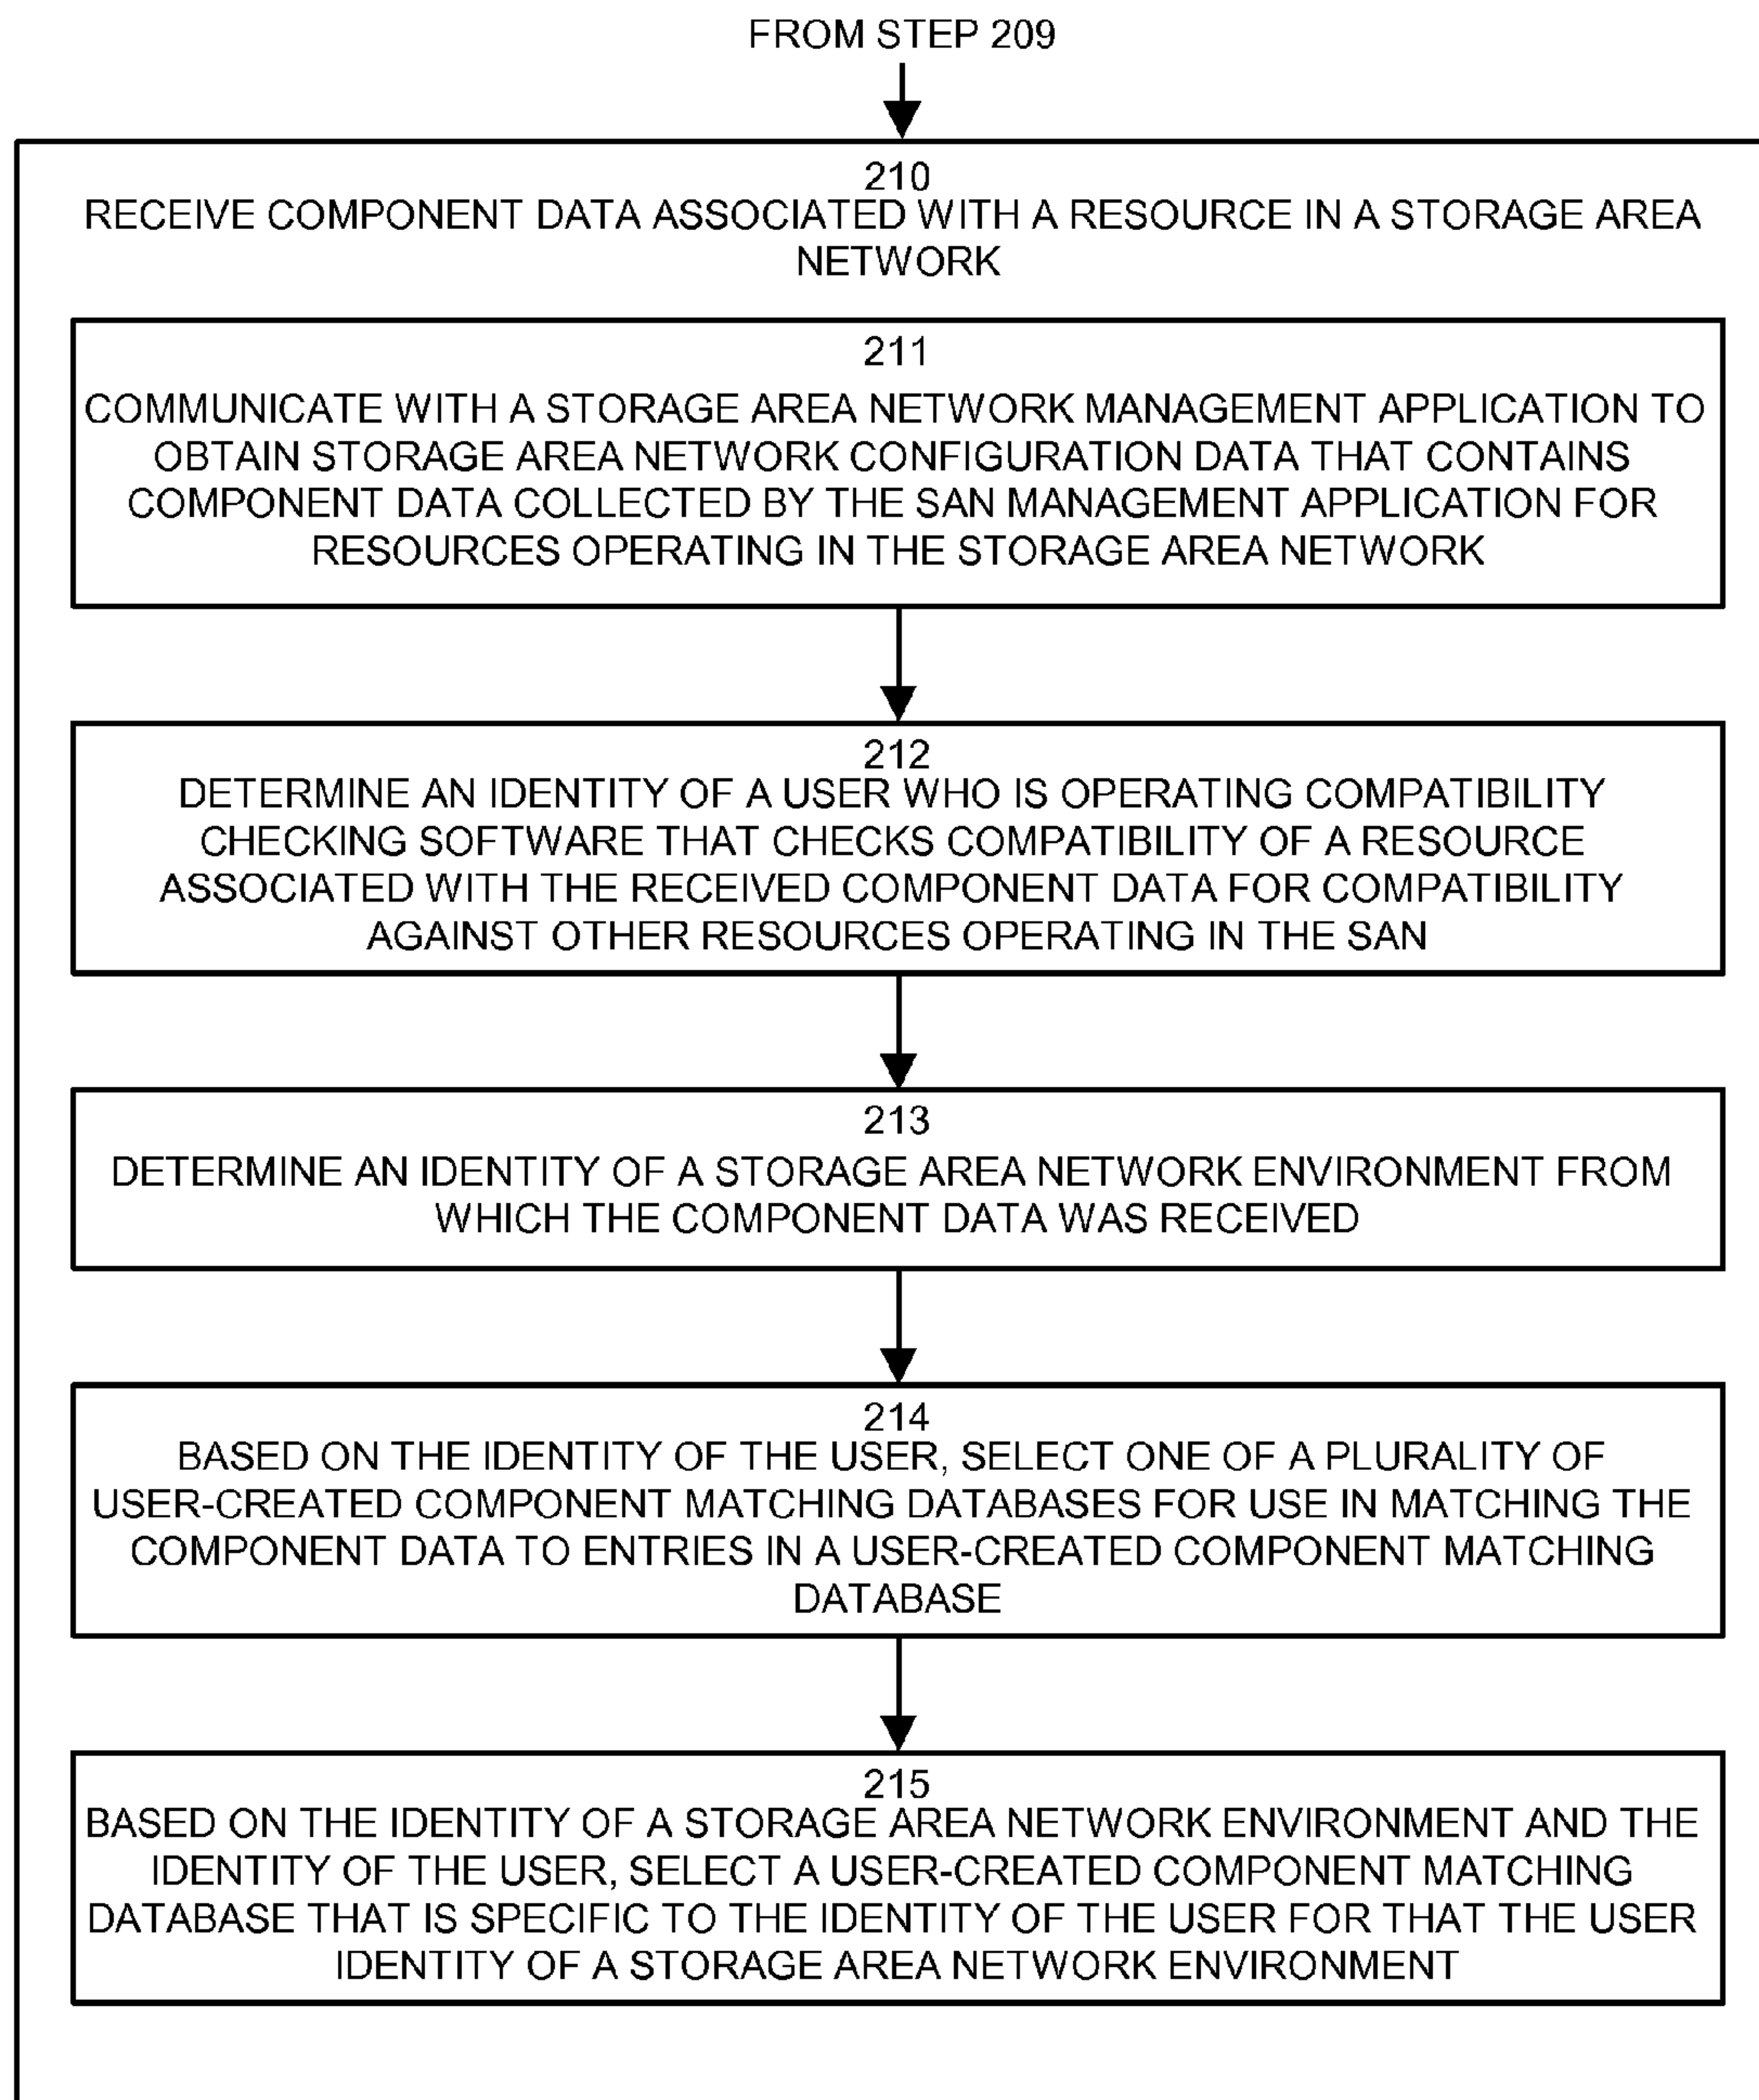 FROM STEP 209
210
RECEIVE COMPONENT DATA ASSOCIATED WITH A RESOURCE IN A STORAGE AREA
NETWORK
211
COMMUNICATE WITH A STORAGE AREA NETWORK MANAGEMENT APPLICATION TO
OBTAIN STORAGE AREA NETWORK CONFIGURATION DATA THAT CONTAINS
COMPONENT DATA COLLECTED BY THE SAN MANAGEMENT APPLICATION FOR
RESOURCES OPERATING IN THE STORAGE AREA NETWORK
212
DETERMINE AN IDENTITY OF A USER WHO IS OPERATING COMPATIBILITY
CHECKING SOFTWARE THAT CHECKS COMPATIBILITY OF A RESOURCE
ASSOCIATED WITH THE RECEIVED COMPONENT DATA FOR COMPATIBILITY
AGAINST OTHER RESOURCES OPERATING IN THE SAN
213
DETERMINE AN IDENTITY OF A STORAGE AREA NETWORK ENVIRONMENT FROM
WHICH THE COMPONENT DATA WAS RECEIVED
214
BASED ON THE IDENTITY OF THE USER, SELECT ONE OF A PLURALITY OF
USER-CREATED COMPONENT MATCHING DATABASES FOR USE IN MATCHING THE
COMPONENT DATA TO ENTRIES IN A USER-CREATED COMPONENT MATCHING
DATABASE
215
BASED ON THE IDENTITY OF A STORAGE AREA NETWORK ENVIRONMENT AND THE
IDENTITY OF THE USER, SELECT A USER-CREATED COMPONENT MATCHING
DATABASE THAT IS SPECIFIC TO THE IDENTITY OF THE USER FOR THAT THE USER
IDENTITY OF A STORAGE AREA NETWORK ENVIRONMENT